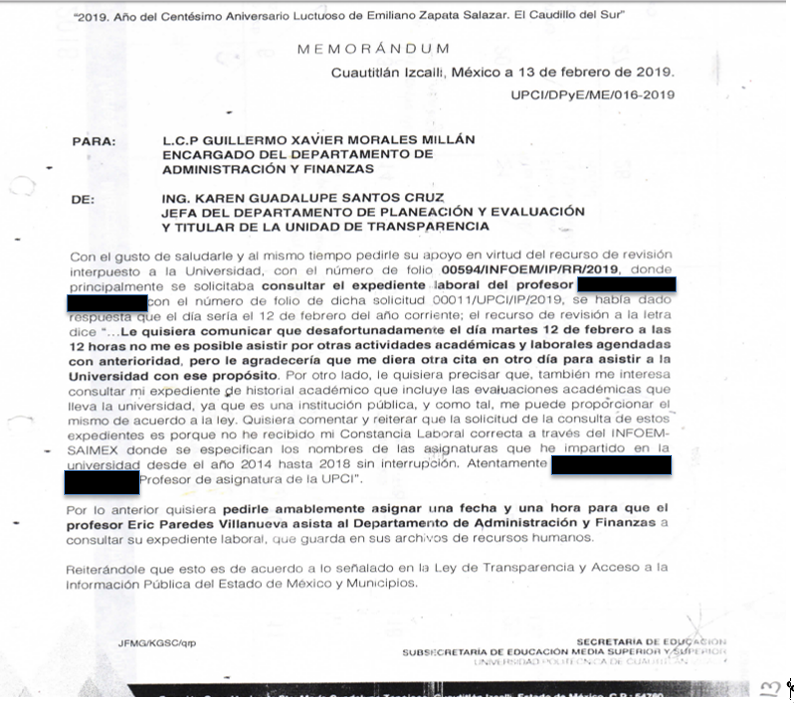 "2019. Año del Centésimo Aniversario Luctuoso de Emiliano Zapata Salazar. El Caudillo del Sur"
MEMORÁNDUM
Cuautitlán Izcalli, México a 13 de febrero de 2019.
UPCI/DPyE/ME/016-2019
PARA: L.C.P GUILLERMO XAVIER MORALES MILLÁN
ENCARGADO DEL DEPARTAMENTO DE
ADMINISTRACIÓN Y FINANZAS
DE: ING. KAREN GUADALUPE SANTOS CRUZ
JEFA DEL DEPARTAMENTO DE PLANEACIÓN Y EVALUACIÓN
Y TITULAR DE LA UNIDAD DE TRANSPARENCIA
Con el gusto de saludarle y al mismo tiempo pedirle su apoyo en virtud del recurso de revisión
interpuesto a la Universidad, con el número de folio 00594/INFOEM/IP/RR/2019, donde
principalmente se solicitaba consultar el expediente laboral del profesor
con el número de folio de dicha solicitud 00011/UPCI/IP/2019, se había dado
respuesta que el día sería el 12 de febrero del año corriente; el recurso de revisión a la letra
dice "...Le quisiera comunicar que desafortunadamente el día martes 12 de febrero a las
12 horas no me es posible asistir por otras actividades académicas y laborales agendadas
con anterioridad, pero le agradecería que me diera otra cita en otro día para asistir a la
Universidad con ese propósito. Por otro lado, le quisiera precisar que, también me interesa
consultar mi expediente de historial académico que incluye las evaluaciones académicas que
lleva la universidad, ya que es una institución pública, y como tal, me puede proporcionar el
mismo de acuerdo a la ley. Quisiera comentar y reiterar que la solicitud de la consulta de estos
expedientes es porque no he recibido mi Constancia Laboral correcta a través del INFOEM-
SAIMEX donde se especifican los nombres de las asignaturas que he impartido en la
universidad desde el año 2014 hasta 2018 sin interrupción. Atentamente
Profesor de asignatura de la UPCI".
Por lo anterior quisiera pedirle amablemente asignar una fecha y una hora para que el
profesor Eric Paredes Villanueva asista al Departamento de Administración y Finanzas a
consultar su expediente laboral, que guarda en sus archivos de recursos humanos.
Reiterándole que esto es de acuerdo a lo señalado en la Ley de Transparencia y Acceso a la
Información Pública del Estado de México y Municipios.
JFMG/KGSC/qrp
SECRETARÍA DE EDUCACIÓN
SUBSECRETARÍA DE EDUCACIÓN MEDIA SUPERIOR Y SUPERIOR
UNIVERSIDAD POLITÉCNICA DE CUAUTITLÁN
13